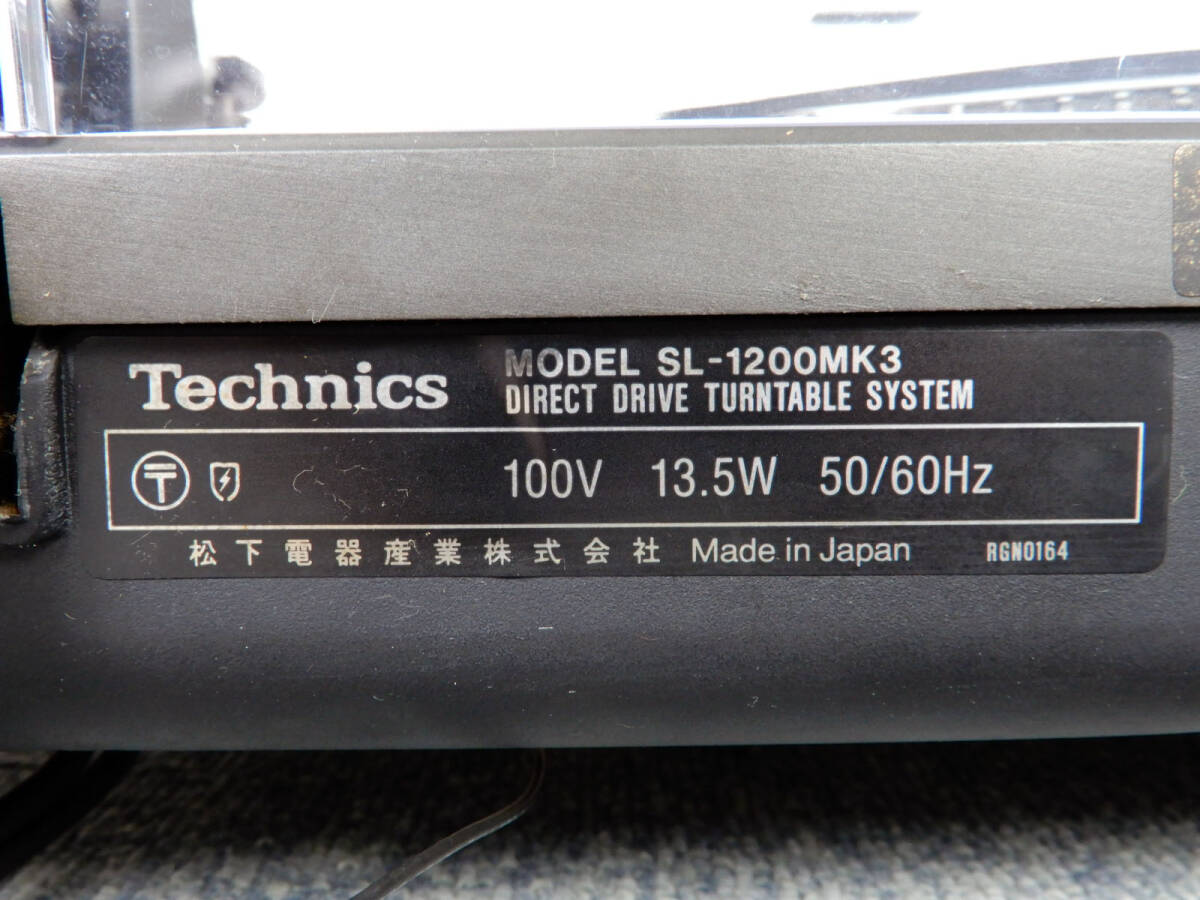 Technics
MODEL SL-1200MK3
DIRECT DRIVE TURNTABLE SYSTEM
〒 100V 13.5W 50/60Hz
松下電器産業株式会社 Made in Japan RGN0164